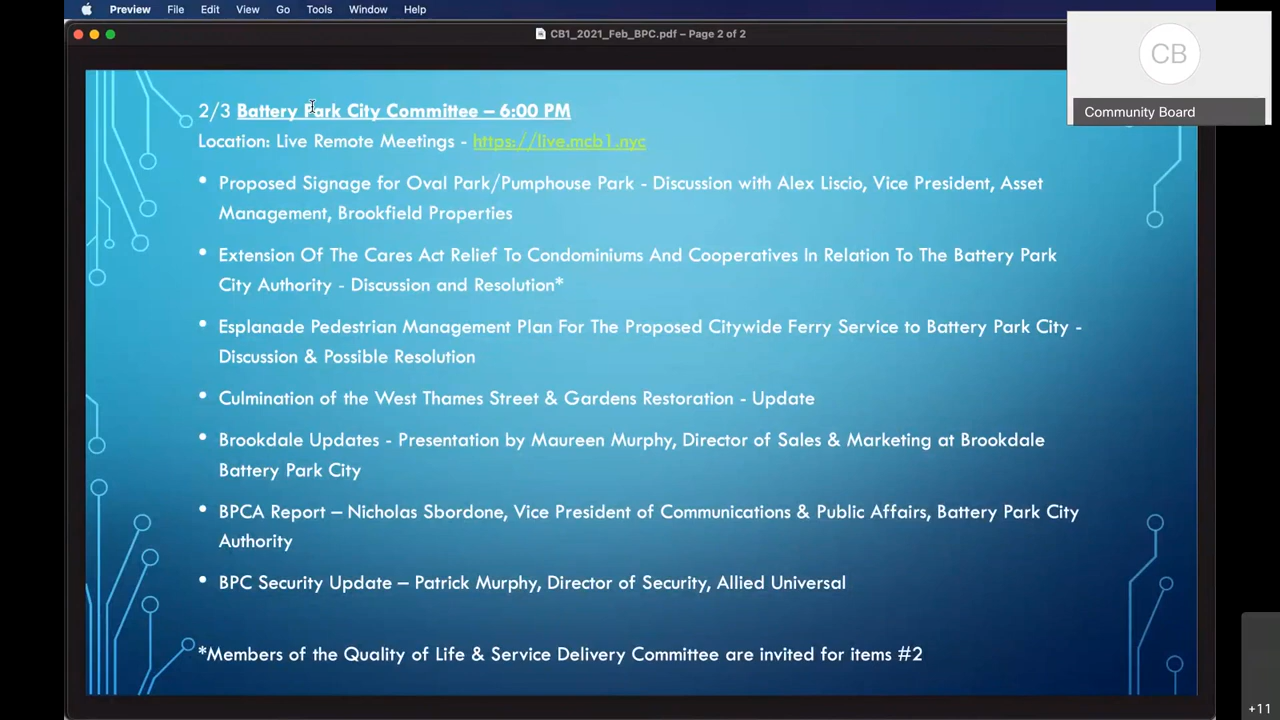 Preview File Edit View Go Tools Window Help
CB1_2021_Feb_BPC.pdf – Page 2 of 2
CB
Community Board
2/3 Battery Park City Committee – 6:00 PM
Location: Live Remote Meetings - https://live.mcb1.nyc
• Proposed Signage for Oval Park/Pumphouse Park - Discussion with Alex Liscio, Vice President, Asset
Management, Brookfield Properties
• Extension Of The Cares Act Relief To Condominiums And Cooperatives In Relation To The Battery Park
City Authority - Discussion and Resolution*
• Esplanade Pedestrian Management Plan For The Proposed Citywide Ferry Service to Battery Park City -
Discussion & Possible Resolution
• Culmination of the West Thames Street & Gardens Restoration - Update
• Brookdale Updates - Presentation by Maureen Murphy, Director of Sales & Marketing at Brookdale
Battery Park City
• BPCA Report – Nicholas Sbordone, Vice President of Communications & Public Affairs, Battery Park City
Authority
• BPC Security Update – Patrick Murphy, Director of Security, Allied Universal
*Members of the Quality of Life & Service Delivery Committee are invited for items #2
+11